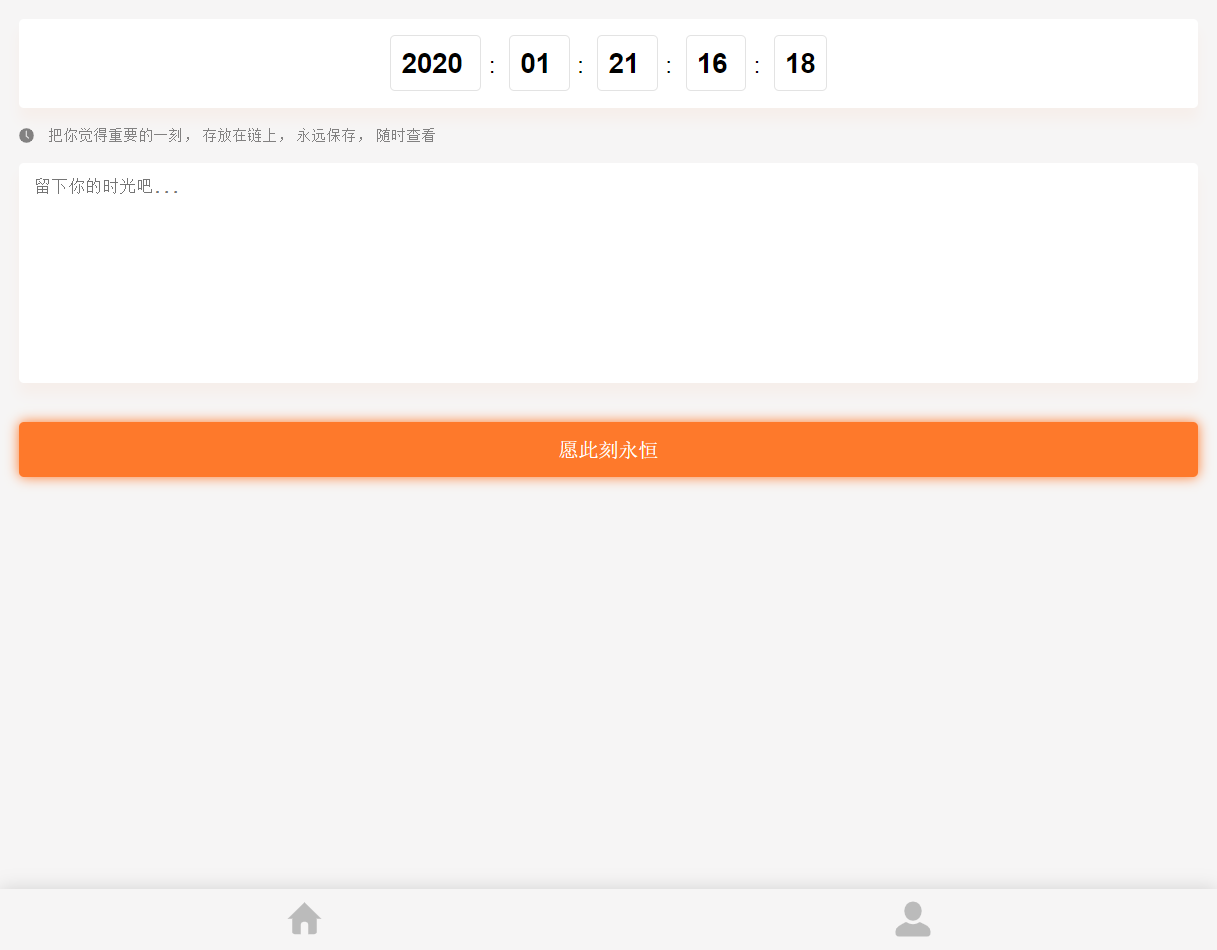 2020 : 01 : 21 : 16 : 18
把你觉得重要的一刻， 存放在链上， 永远保存， 随时查看
留下你的时光吧...
愿此刻永恒